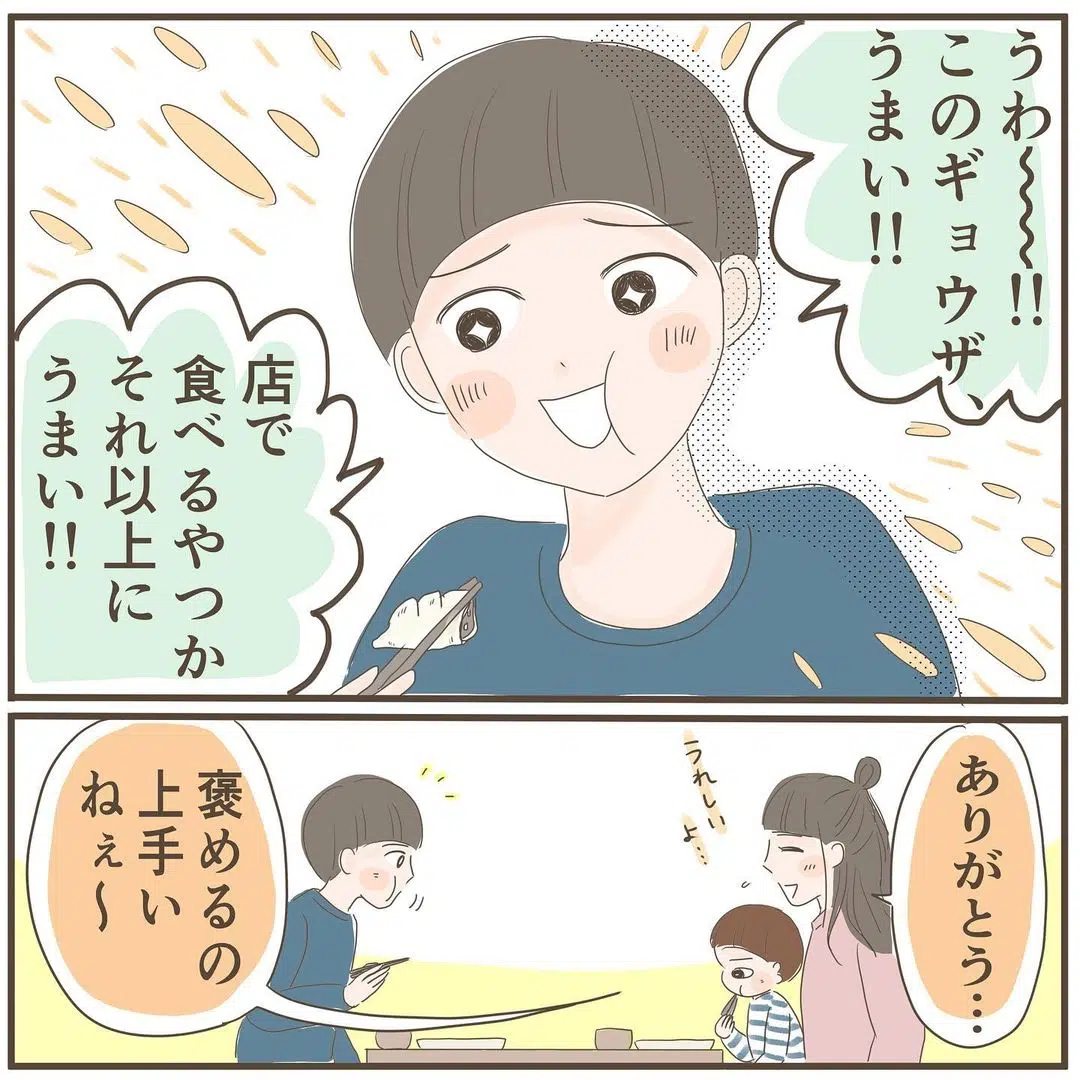 うわ〜〜〜!!
このギョウザ、
うまい!!
店で
食べるやつか
それ以上に
うまい!!
ありがとう…
うれしい
よ…
褒めるの
上手い
ねぇ〜